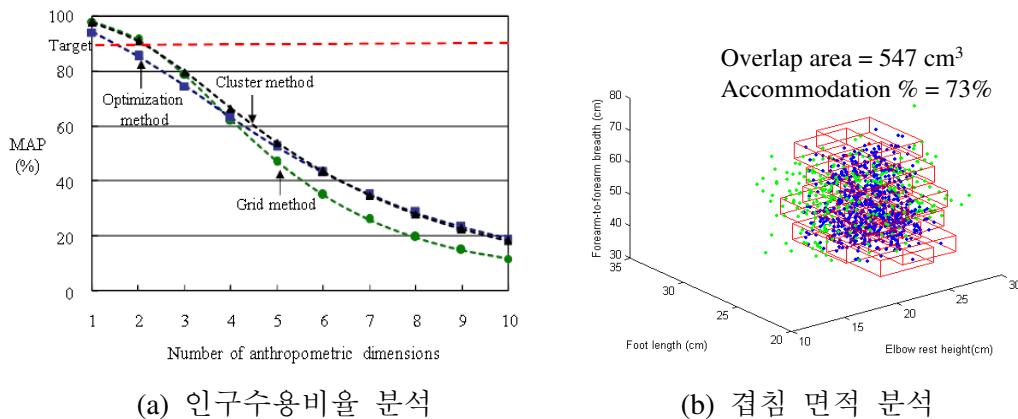 100
Target
80
60
MAP
(%)
40
20
0
Optimization
method
Cluster method
Grid method
1 2 3 4 5 6 7 8 9 10
Number of anthropometric dimensions
(a) 인구수용비율 분석
Overlap area = 547 cm³
Accommodation % = 73%
Forearm-to-forearm breadth (cm)
80
70
60
50
40
30
35
30
25
20
Foot length (cm)
10
15
20
25
30
Elbow rest height(cm)
(b) 겹침 면적 분석